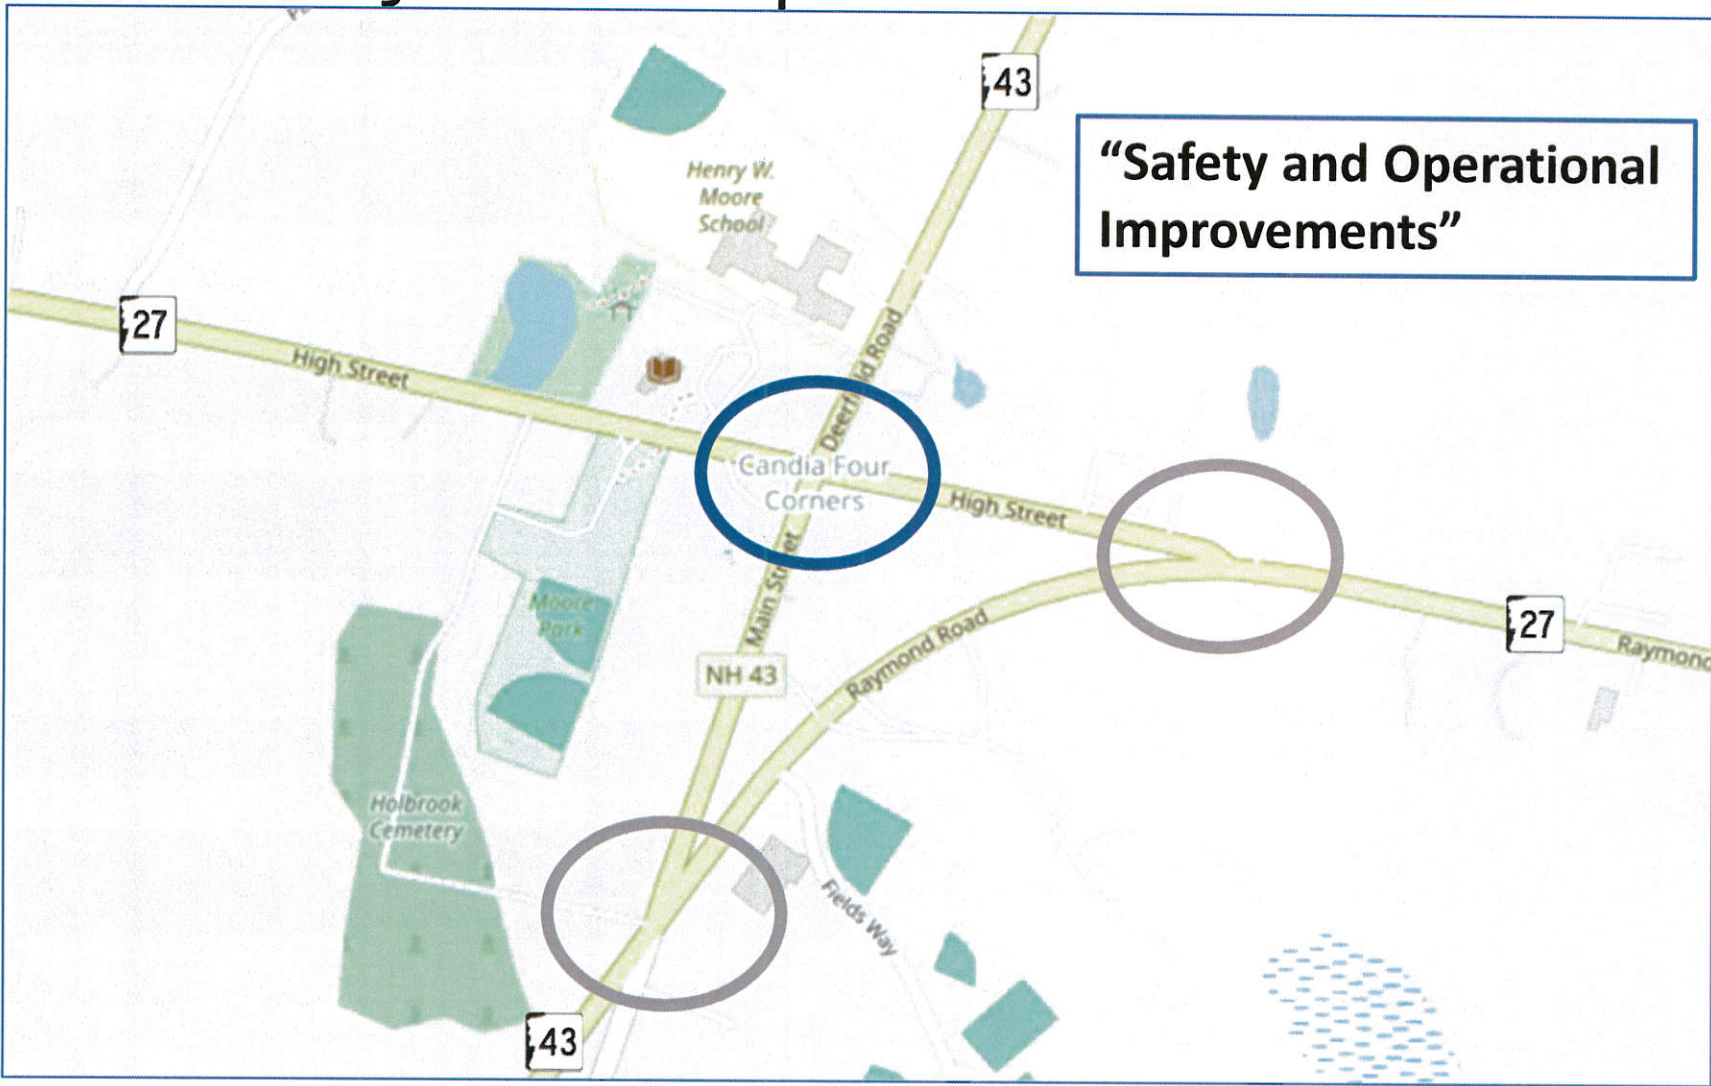 43
“Safety and Operational
Improvements”
Henry W.
Moore
School
27
High Street
Deerfield Road
Candia Four
Corners
High Street
Main Street
Moore
Park
27
Raymond Road
NH 43
Holbrook
Cemetery
Fields Way
43